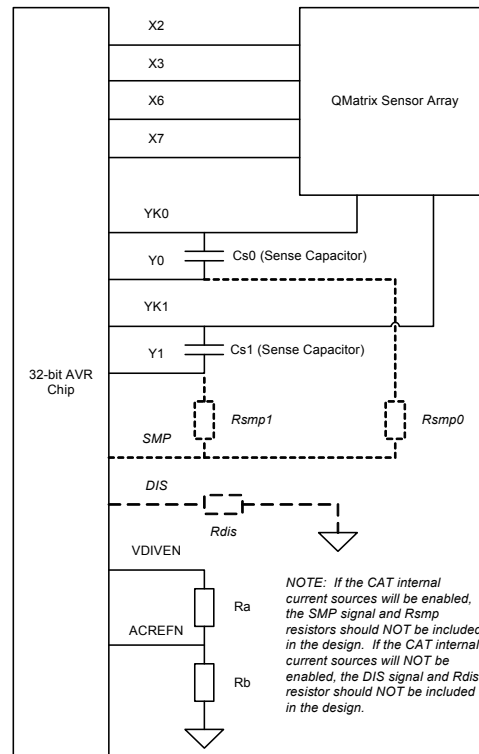 X2
X3
QMatrix Sensor Array
X6
X7
YK0
Cs0 (Sense Capacitor)
Y0
YK1
Cs1 (Sense Capacitor)
Y1
32-bit AVR
Chip
Rsmp1
Rsmp0
SMP
DIS
Rdis
VDIVEN
NOTE: If the CAT internal
current sources will be enabled,
the SMP signal and Rsmp
resistors should NOT be included
in the design. If the CAT internal
current sources will NOT be
enabled, the DIS signal and Rdis
resistor should NOT be included
in the design.
Ra
ACREFN
Rb